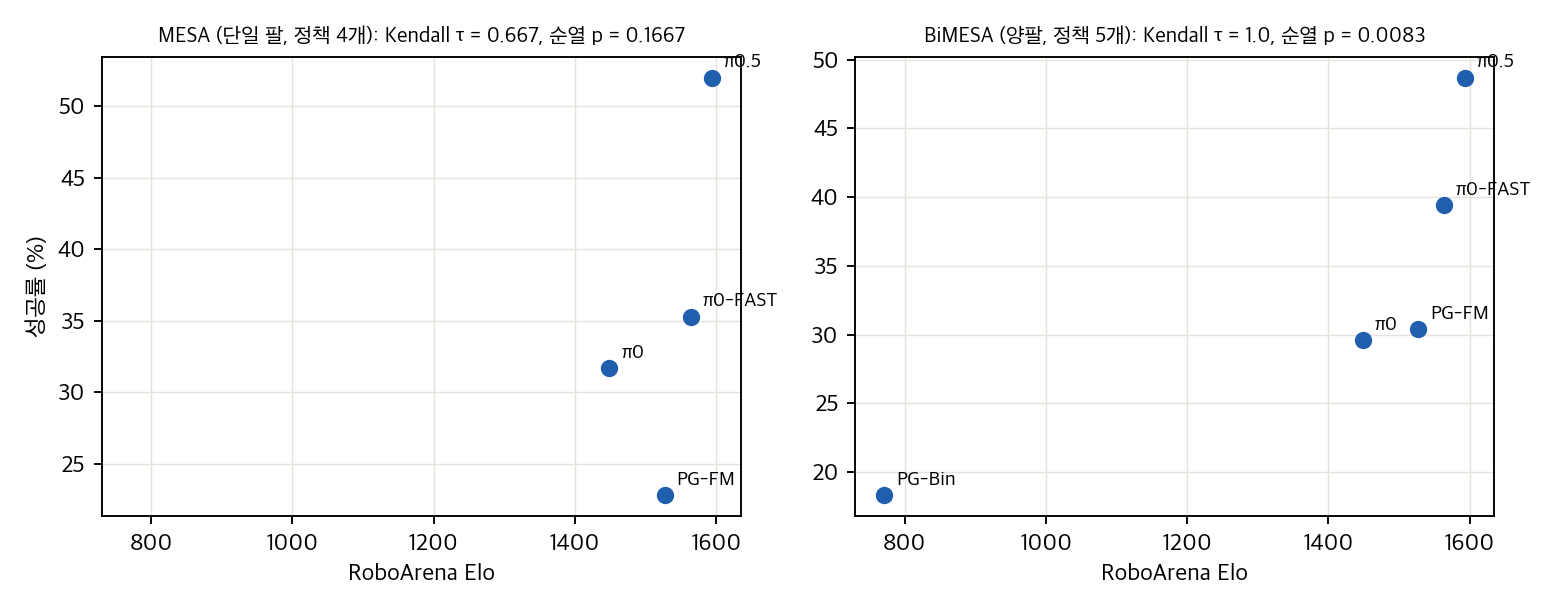 MESA (단일 팔, 정책 4개): Kendall τ = 0.667, 순열 p = 0.1667
성공률 (%)
50
45
40
35
30
25
π0.5
π0-FAST
π0
PG-FM
800 1000 1200 1400 1600
RoboArena Elo
BiMESA (양팔, 정책 5개): Kendall τ = 1.0, 순열 p = 0.0083
50
45
40
35
30
25
20
π0.5
π0-FAST
PG-FM
π0
PG-Bin
800 1000 1200 1400 1600
RoboArena Elo